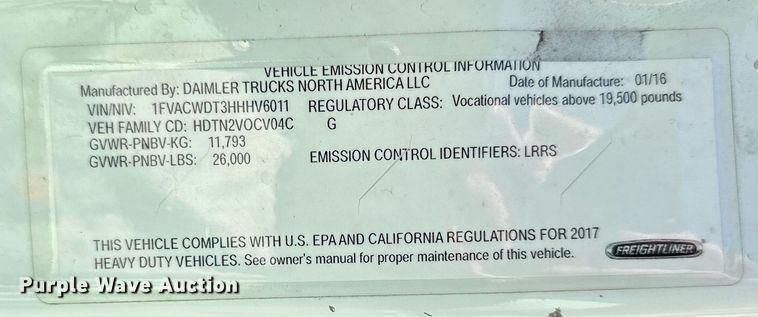 VEHICLE EMISSION CONTROL INFORMATION
Manufactured By: DAIMLER TRUCKS NORTH AMERICA LLC Date of Manufacture: 01/16
VIN/NIV: 1FVACWDT3HHHV6011 REGULATORY CLASS: Vocational vehicles above 19,500 pounds
VEH FAMILY CD: HDTN2VOCV04C G
GVWR-PNBV-KG: 11,793
GVWR-PNBV-LBS: 26,000 EMISSION CONTROL IDENTIFIERS: LRRS
THIS VEHICLE COMPLIES WITH U.S. EPA AND CALIFORNIA REGULATIONS FOR 2017
HEAVY DUTY VEHICLES. See owner's manual for proper maintenance of this vehicle.
FREIGHTLINER
Purple Wave Auction